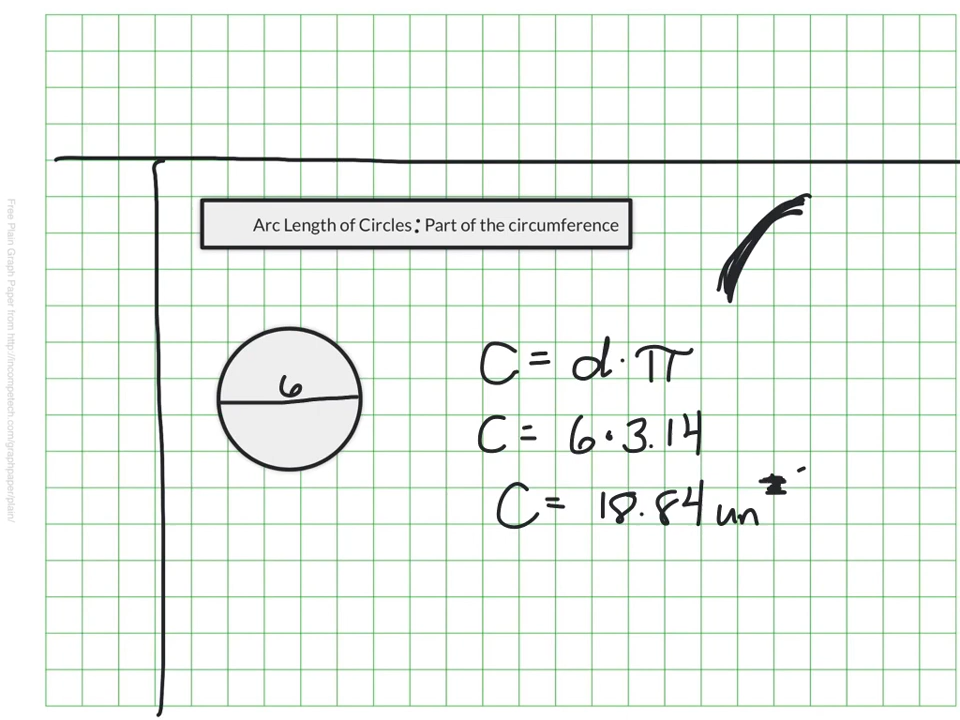 Arc Length of Circles: Part of the circumference
6
C = d · π
C = 6 · 3.14
C = 18.84 un
Free Plain Graph Paper from http://incompetech.com/graphpaper/plain/